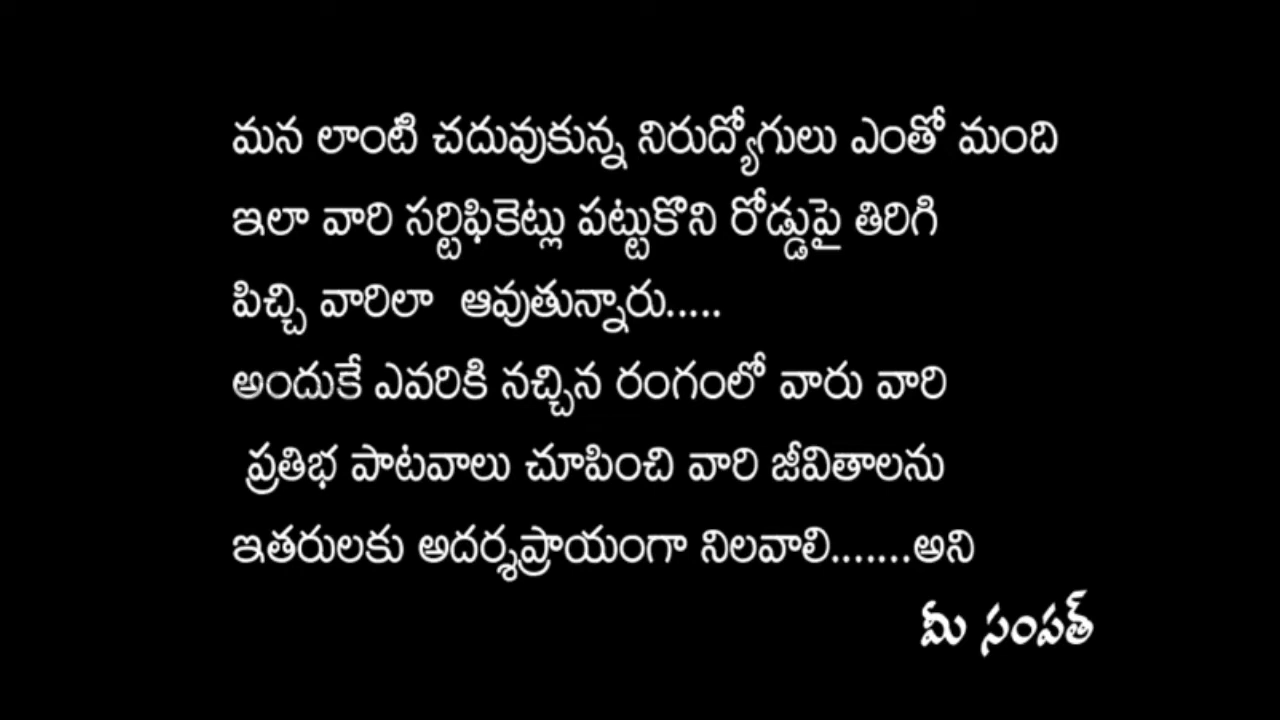 మన లాంటి చదువుకున్న నిరుద్యోగులు ఎంతో మంది
ఇలా వారి సర్టిఫికెట్లు పట్టుకొని రోడ్డుపై తిరిగి
పిచ్చి వారిలా ఆవుతున్నారు.....
అందుకే ఎవరికి నచ్చిన రంగంలో వారు వారి
ప్రతిభ పాటవాలు చూపించి వారి జీవితాలను
ఇతరులకు అదర్శప్రాయంగా నిలవాలి.......అని
మీ సంపత్